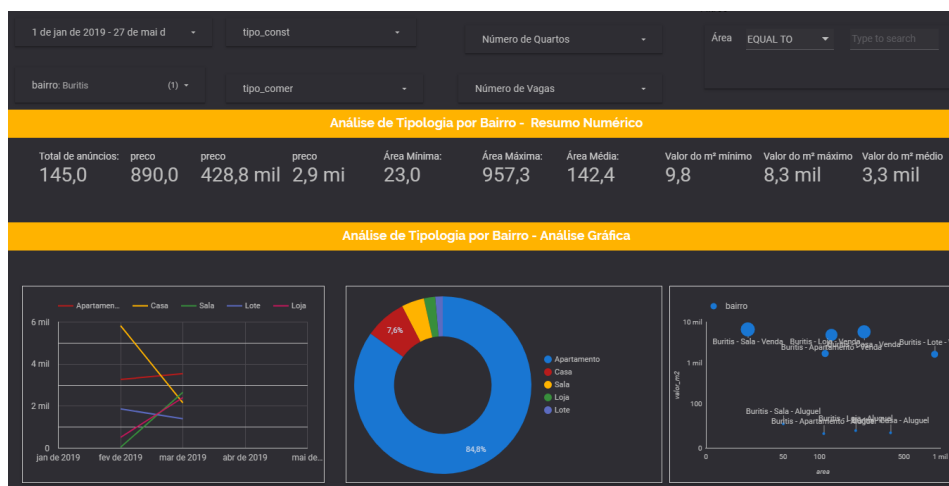 1 de jan de 2019 - 27 de mai d
tipo_const
Número de Quartos
Área EQUAL TO Type to search
bairro: Buritis (1)
tipo_comer
Número de Vagas
Análise de Tipologia por Bairro - Resumo Numérico
Total de anúncios: preco preco preco Área Mínima: Área Máxima: Área Média: Valor do m² mínimo Valor do m² máximo Valor do m² médio
145,0 890,0 428,8 mil 2,9 mi 23,0 957,3 142,4 9,8 8,3 mil 3,3 mil
Análise de Tipologia por Bairro - Análise Gráfica
Apartamen... Casa Sala Lote Loja
6 mil
4 mil
2 mil
0
jan de 2019 fev de 2019 mar de 2019 abr de 2019 mai de...
7,6%
84,8%
Apartamento
Casa
Sala
Loja
Lote
bairro
10 mil
1 mil
100
0
valor_m2
Buritis - Sala - Venda
Buritis - Loja - Venda
Buritis - Apartamento - Venda
Buritis - Lote -
Buritis - Sala - Aluguel
Casa - Aluguel
0 50 100 500 1 mil
area